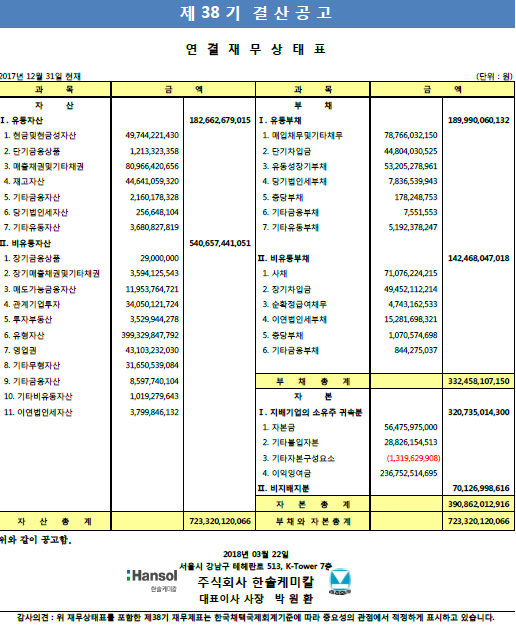 제 38 기 결 산 공 고
연 결 재 무 상 태 표
2017년 12월 31일 현재 (단위 : 원)
과 목 금 액 과 목 금 액
자 산 부 채
I. 유동자산 182,662,679,015 I. 유동부채 189,990,060,132
1. 현금및현금성자산 49,744,221,430 1. 매입채무및기타채무 78,766,032,150
2. 단기금융상품 1,213,323,358 2. 단기차입금 44,804,030,525
3. 매출채권및기타채권 80,966,420,656 3. 유동성장기부채 53,205,278,961
4. 재고자산 44,641,059,320 4. 당기법인세부채 7,836,539,943
5. 기타금융자산 2,160,178,328 5. 충당부채 178,248,753
6. 당기법인세자산 256,648,104 6. 기타금융부채 7,551,553
7. 기타유동자산 3,680,827,819 7. 기타유동부채 5,192,378,247
II. 비유동자산 540,657,441,051
1. 장기금융상품 29,000,000 II. 비유동부채 142,468,047,018
2. 장기매출채권및기타채권 3,594,125,543 1. 사채 71,076,224,215
3. 매도가능금융자산 11,953,764,721 2. 장기차입금 49,452,112,214
4. 관계기업투자 34,050,121,724 3. 순확정급여채무 4,743,162,533
5. 투자부동산 3,529,944,278 4. 이연법인세부채 15,281,698,321
6. 유형자산 399,329,847,792 5. 충당부채 1,070,574,698
7. 영업권 43,103,232,030 6. 기타금융부채 844,275,037
8. 기타무형자산 31,650,539,084
9. 기타금융자산 8,597,740,104 부 채 총 계 332,458,107,150
10. 기타비유동자산 1,019,279,643 자 본
11. 이연법인세자산 3,799,846,132 I. 지배기업의 소유주 귀속분 320,735,014,300
1. 자본금 56,475,975,000
2. 기타불입자본 28,826,154,513
3. 기타자본구성요소 (1,319,629,908)
4. 이익잉여금 236,752,514,695
II. 비지배지분 70,126,998,616
자 본 총 계 390,862,012,916
자 산 총 계 723,320,120,066 부 채 와 자 본 총 계 723,320,120,066
위와 같이 공고함.
2018년 03월 22일
서울시 강남구 테헤란로 513, K-Tower 7층
Hansol 한솔케미칼 주식회사 한솔케미칼
대표이사 사장 박 원 환
감사의견 : 위 재무상태표를 포함한 제38기 재무제표는 한국채택국제회계기준에 따라 중요성의 관점에서 적정하게 표시하고 있습니다.